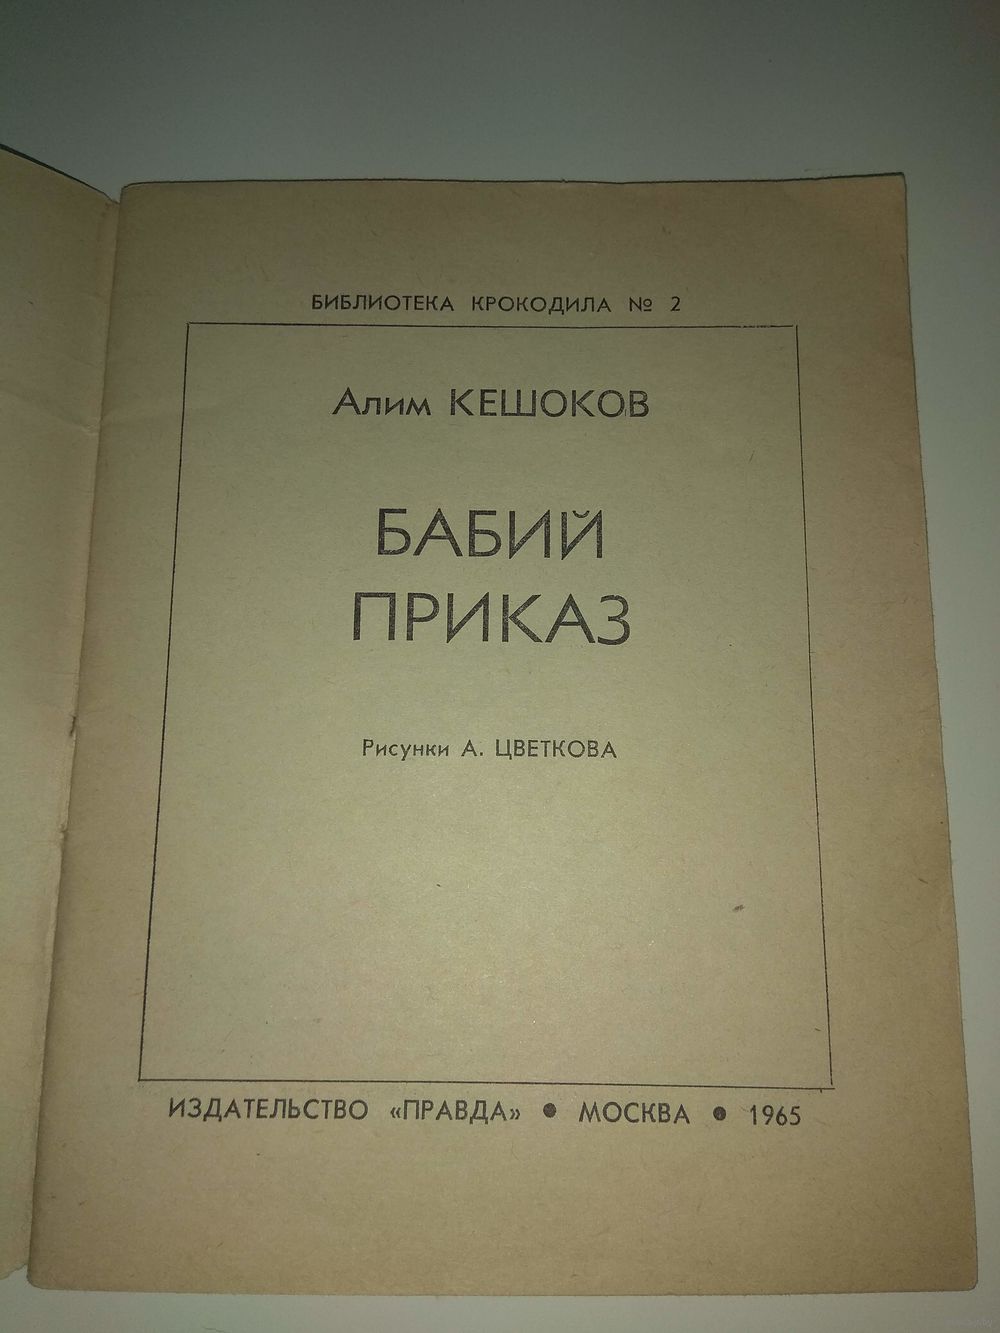 БИБЛИОТЕКА КРОКОДИЛА № 2
Алим КЕШОКОВ
БАБИЙ
ПРИКАЗ
Рисунки А. ЦВЕТКОВА
ИЗДАТЕЛЬСТВО «ПРАВДА» ● МОСКВА ● 1965